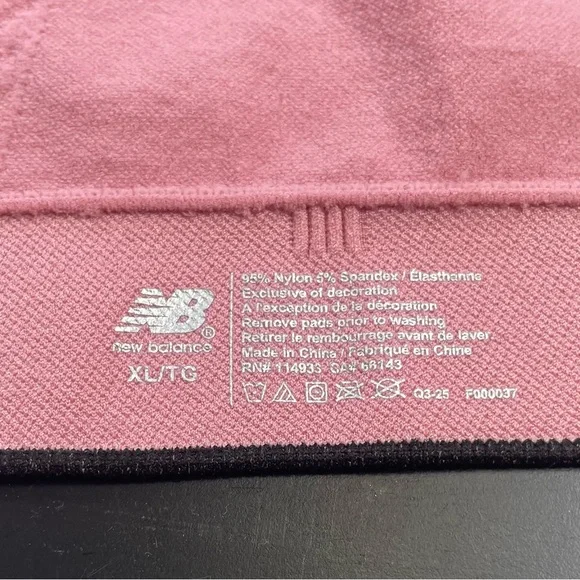 NB®
new balance
XL/TG
95% Nylon 5% Spandex / Élasthanne
Exclusive of decoration
A l'exception de la décoration
Remove pads prior to washing
Retirer le rembourrage avant de laver
Made in China / Fabriqué en Chine
RN# 114933 CA# 66143
Q3-25 F000037